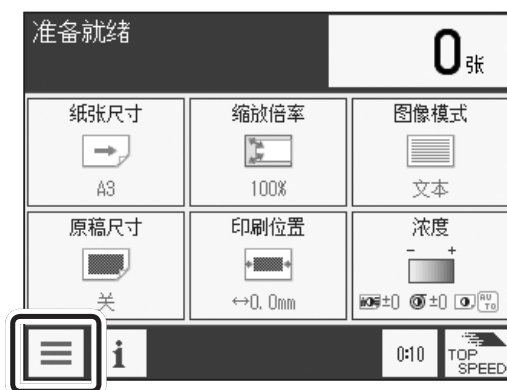 准备就绪
0张
纸张尺寸
缩放倍率
图像模式
A3
100%
文本
原稿尺寸
印刷位置
浓度
- +
关
↔0.0mm
±0 ±0 AUTO
i
0:10
TOP SPEED